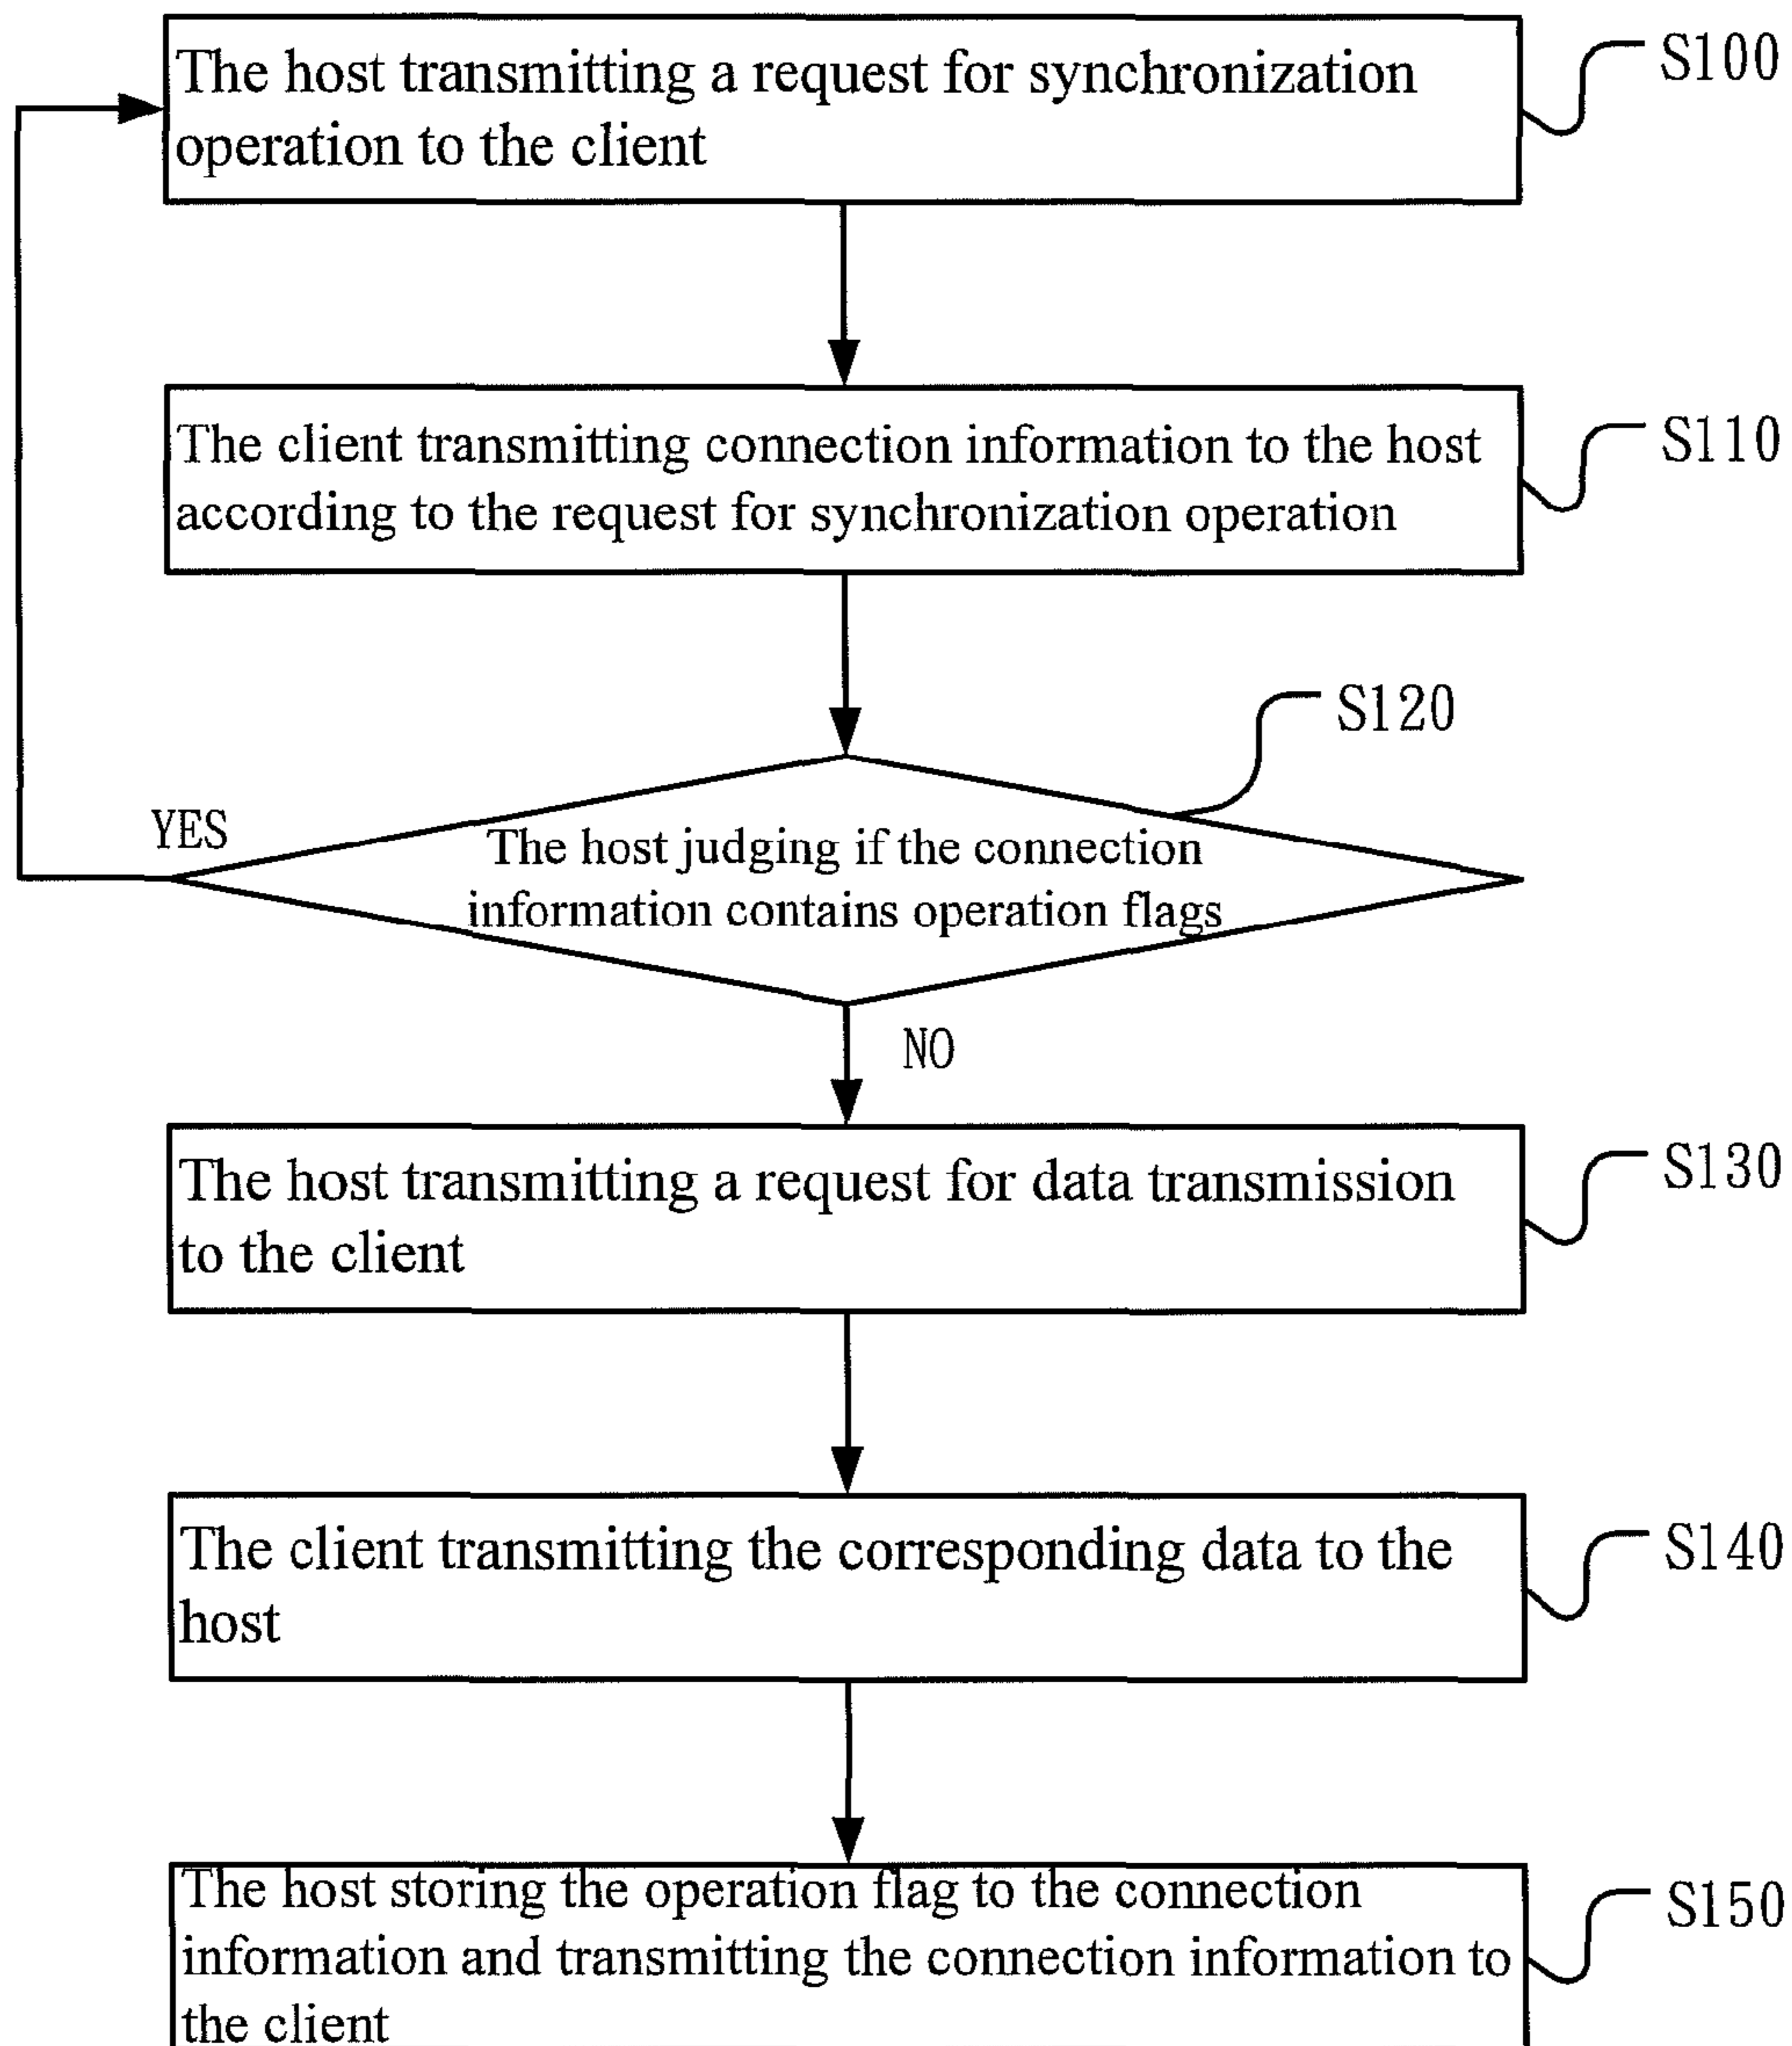 The host transmitting a request for synchronization
operation to the client
S100
The client transmitting connection information to the host
according to the request for synchronization operation
S110
S120
YES
The host judging if the connection
information contains operation flags
NO
The host transmitting a request for data transmission
to the client
S130
The client transmitting the corresponding data to the
host
S140
The host storing the operation flag to the connection
information and transmitting the connection information to
the client
S150